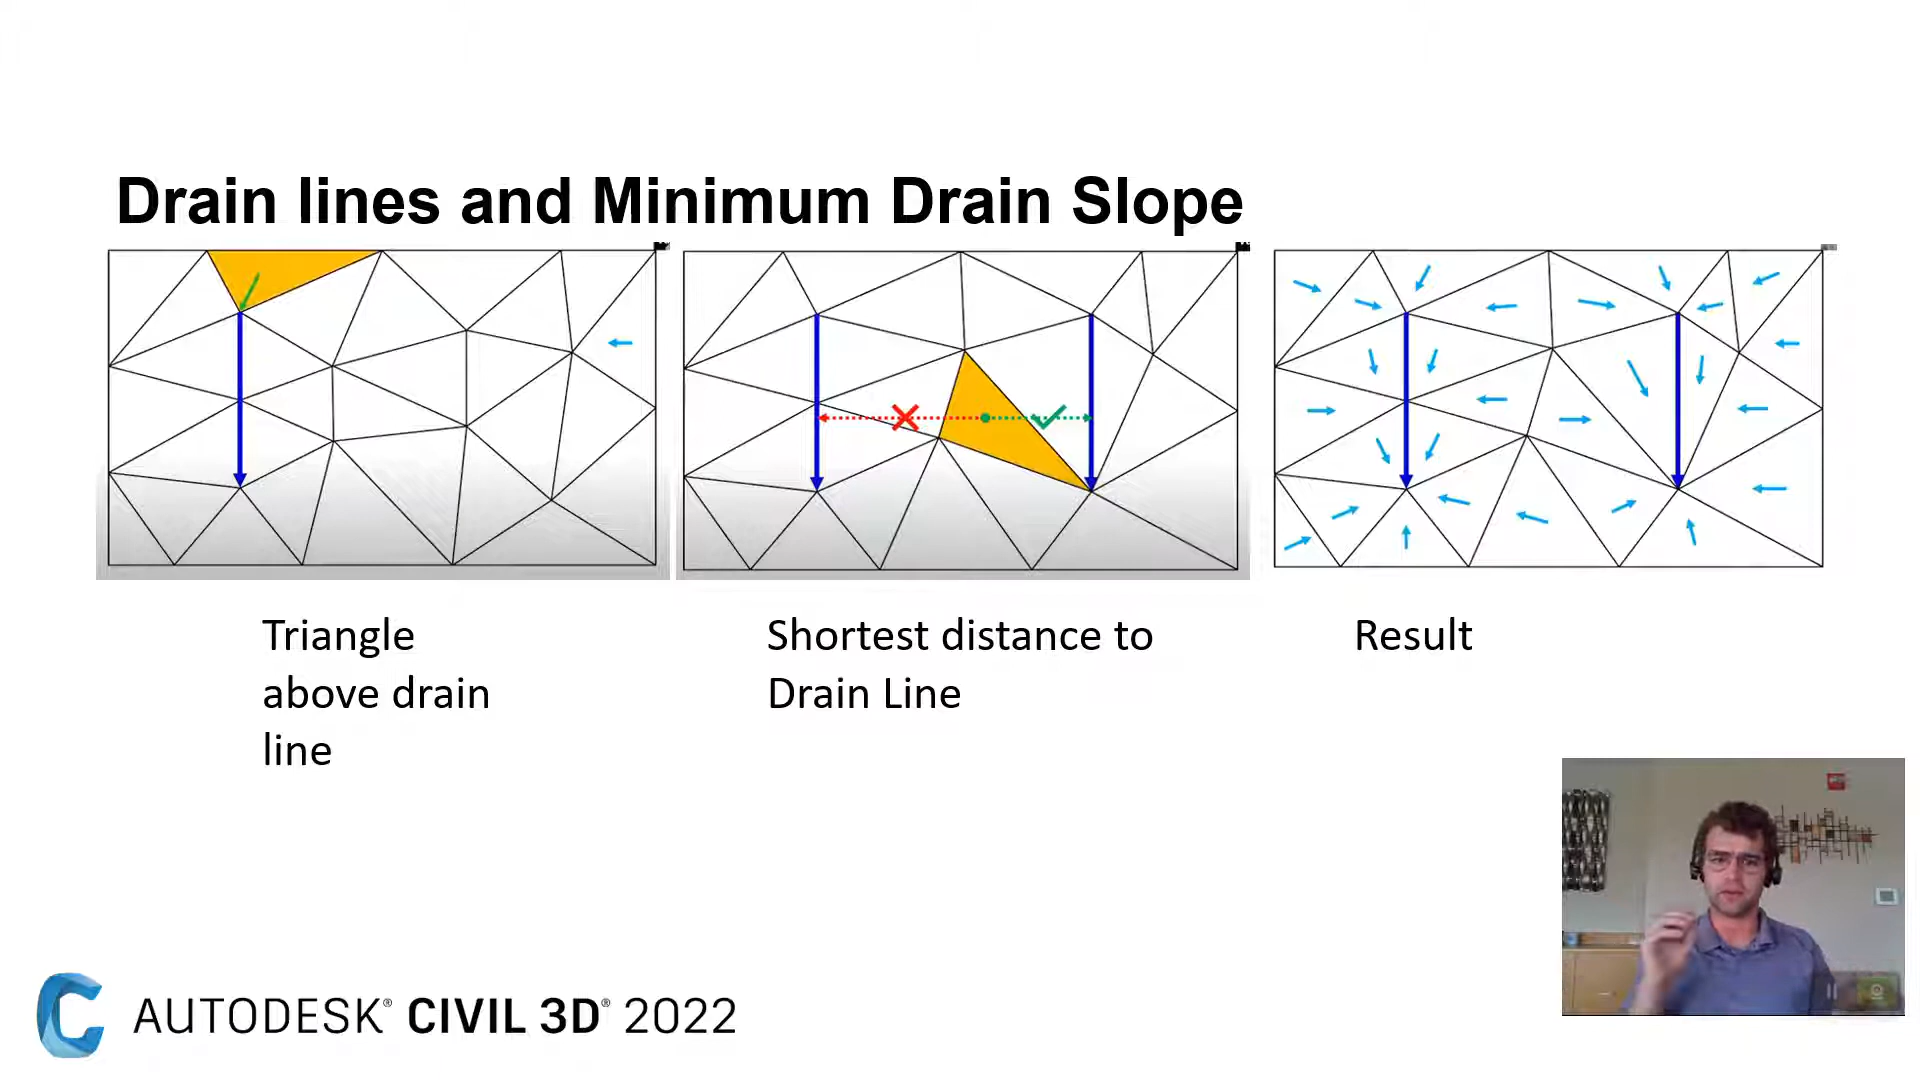 Drain lines and Minimum Drain Slope
Triangle
above drain
line
Shortest distance to
Drain Line
Result
AUTODESK® CIVIL 3D® 2022